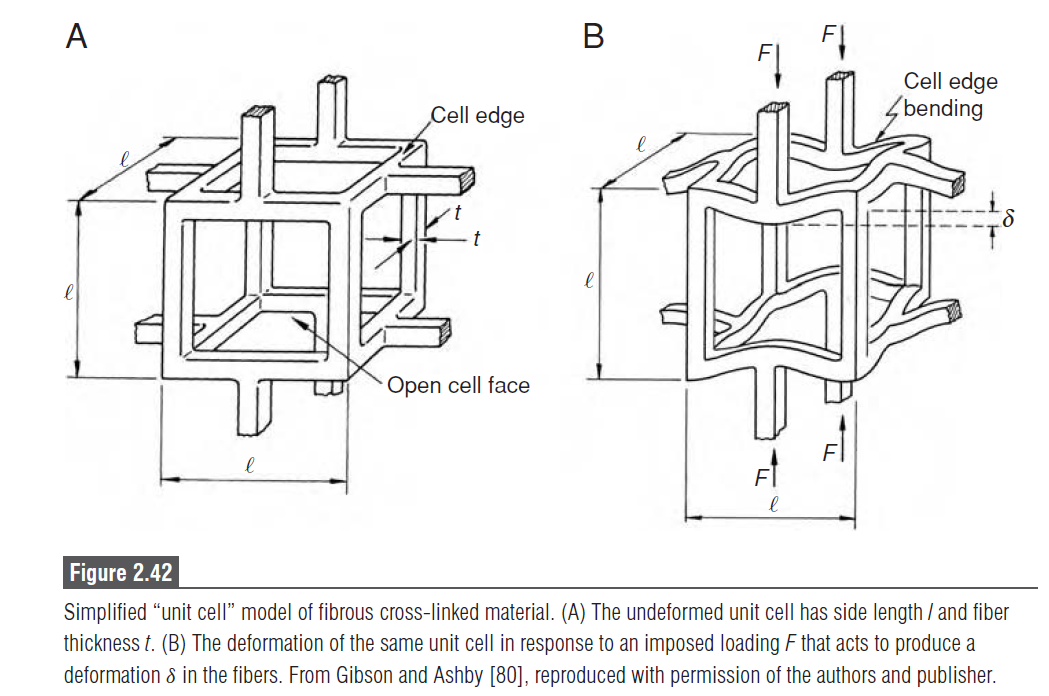 A
B
F
F
Cell edge
Cell edge
bending
ℓ
ℓ
t
t
δ
ℓ
ℓ
Open cell face
F
F
ℓ
ℓ
Figure 2.42
Simplified “unit cell” model of fibrous cross-linked material. (A) The undeformed unit cell has side length l and fiber
thickness t. (B) The deformation of the same unit cell in response to an imposed loading F that acts to produce a
deformation δ in the fibers. From Gibson and Ashby [80], reproduced with permission of the authors and publisher.